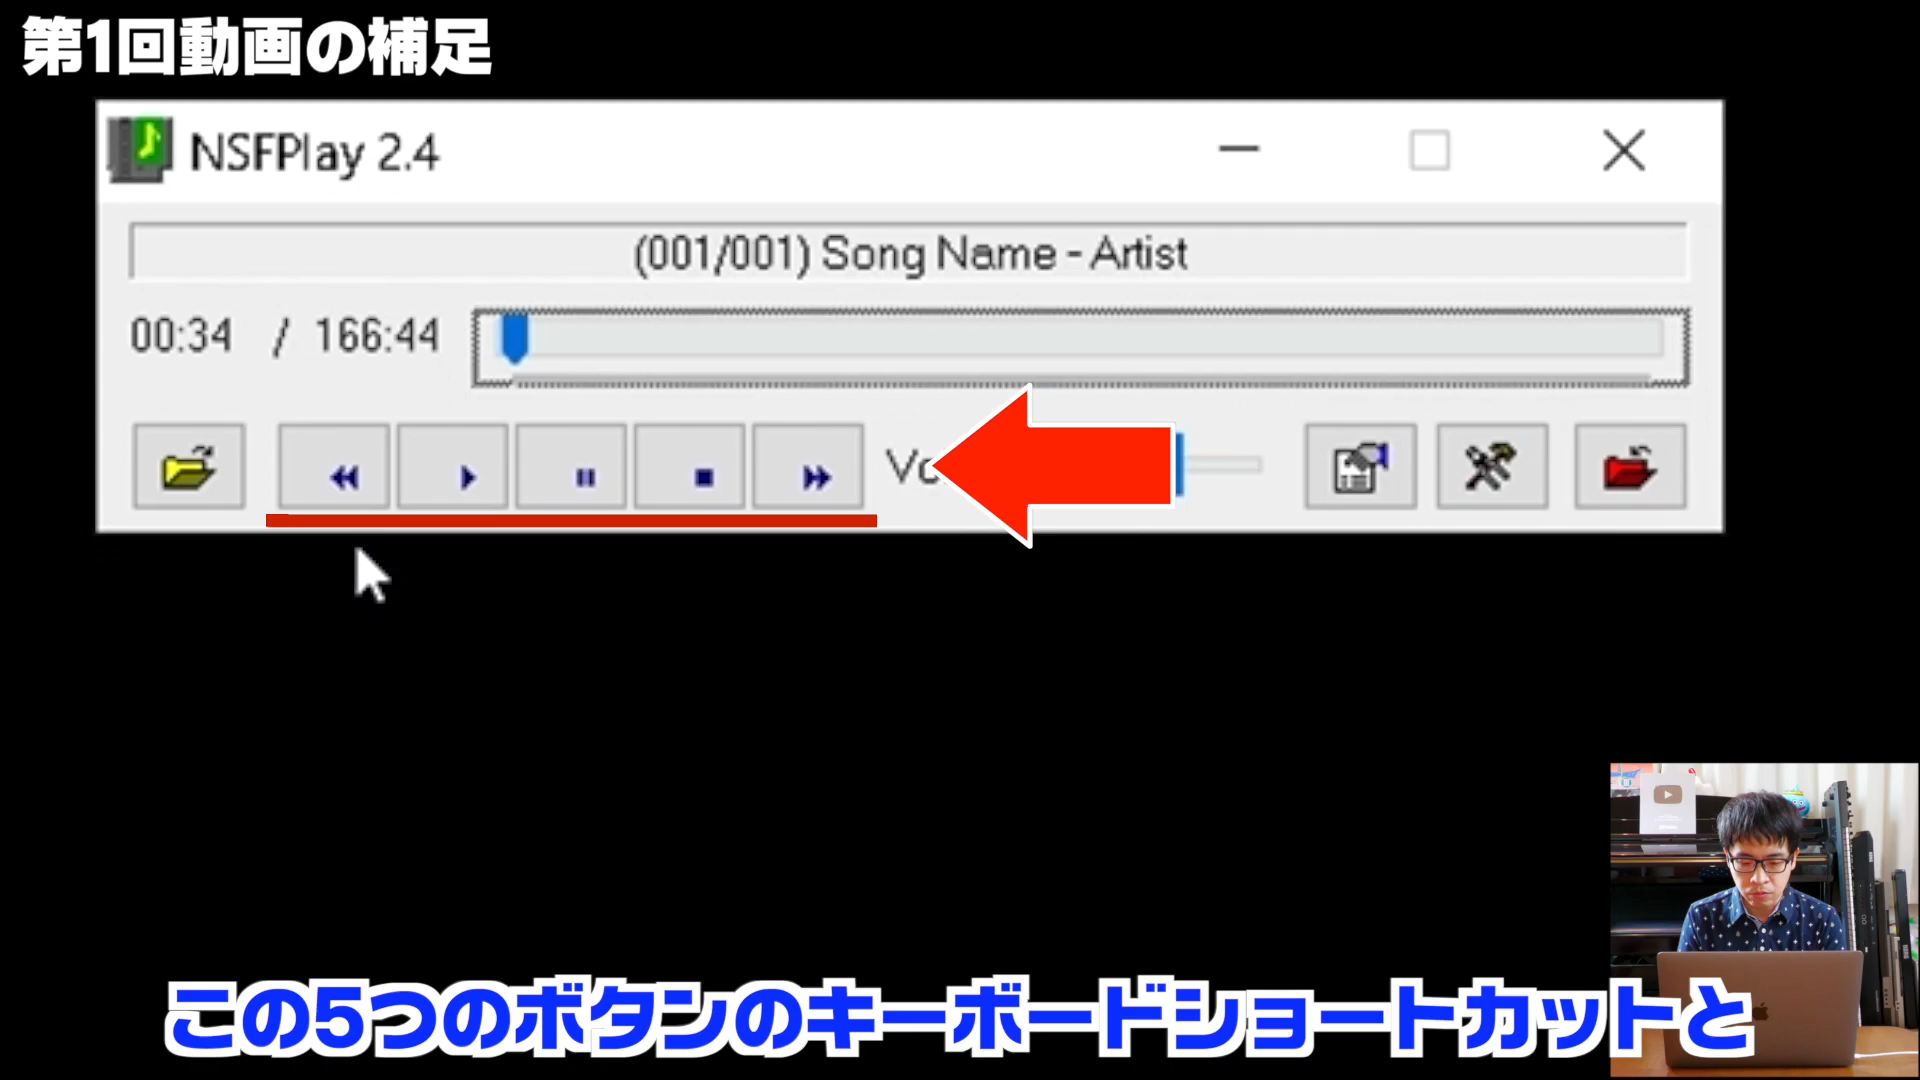 第1回動画の補足
NSFPlay 2.4
(001/001) Song Name - Artist
00:34 / 166:44
この5つのボタンのキーボードショートカットと